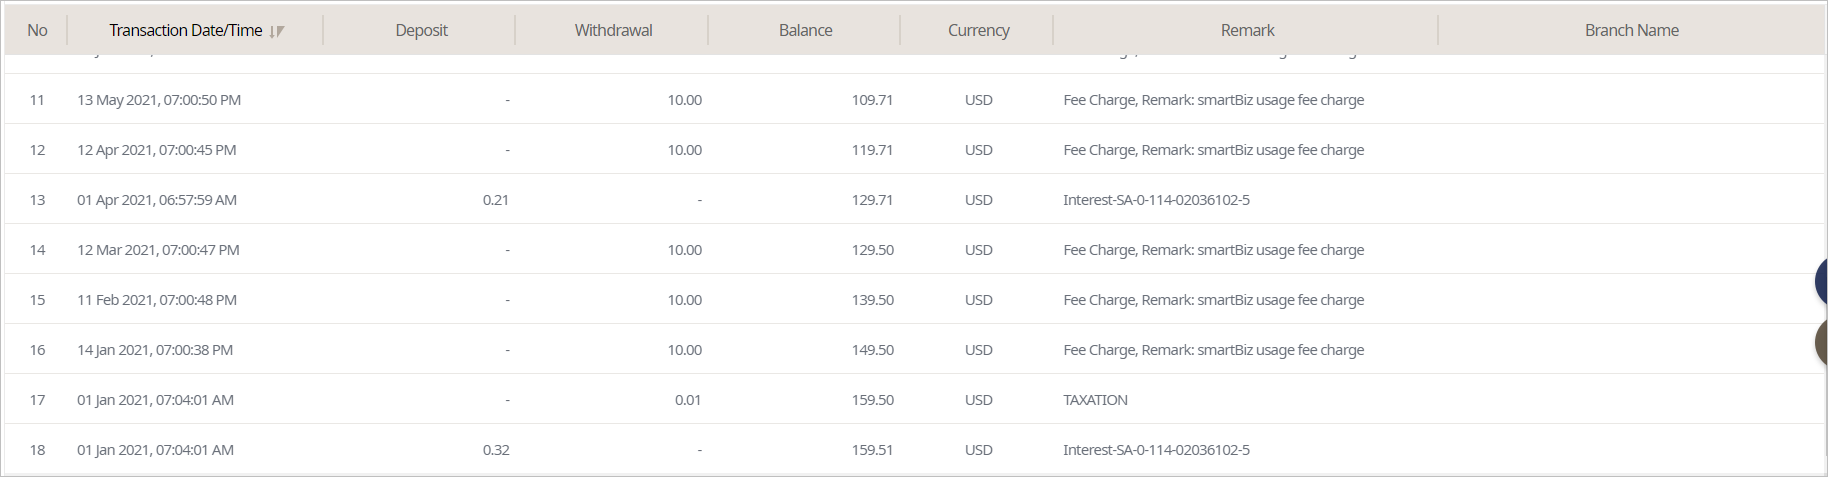 No Transaction Date/Time Deposit Withdrawal Balance Currency Remark Branch Name
11 13 May 2021, 07:00:50 PM - 10.00 109.71 USD Fee Charge, Remark: smartBiz usage fee charge
12 12 Apr 2021, 07:00:45 PM - 10.00 119.71 USD Fee Charge, Remark: smartBiz usage fee charge
13 01 Apr 2021, 06:57:59 AM 0.21 - 129.71 USD Interest-SA-0-114-02036102-5
14 12 Mar 2021, 07:00:47 PM - 10.00 129.50 USD Fee Charge, Remark: smartBiz usage fee charge
15 11 Feb 2021, 07:00:48 PM - 10.00 139.50 USD Fee Charge, Remark: smartBiz usage fee charge
16 14 Jan 2021, 07:00:38 PM - 10.00 149.50 USD Fee Charge, Remark: smartBiz usage fee charge
17 01 Jan 2021, 07:04:01 AM - 0.01 159.50 USD TAXATION
18 01 Jan 2021, 07:04:01 AM 0.32 - 159.51 USD Interest-SA-0-114-02036102-5